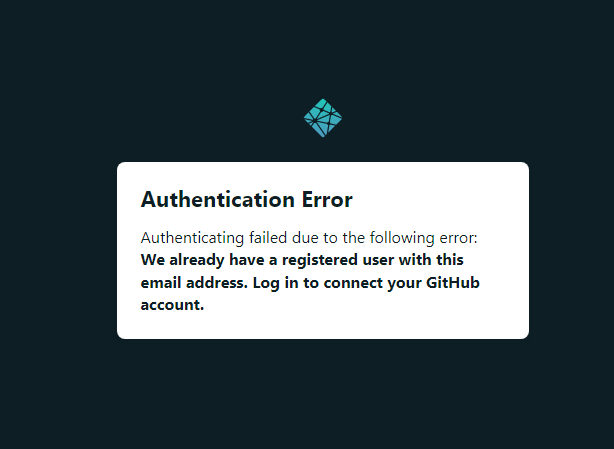 Authentication Error
Authenticating failed due to the following error:
We already have a registered user with this
email address. Log in to connect your GitHub
account.